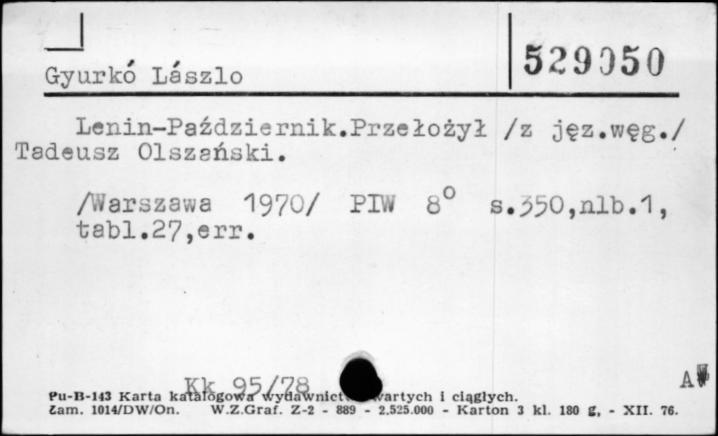 529050
Gyurkó Lászlo
Lenin-Październik.Przełożył /z jęz.węg./
Tadeusz Olszański.
/Warszawa 1970/ PIW 8° s.350,nlb.1,
tabl.27,err.
Kk 95/78
Pu-B-143 Karta katalogowa wydawnictw zwartych i ciągłych.
Zam. 1014/DW/On. W.Z.Graf. Z-2 - 889 - 2.525.000 - Karton 3 kl. 180 g, - XII. 76.